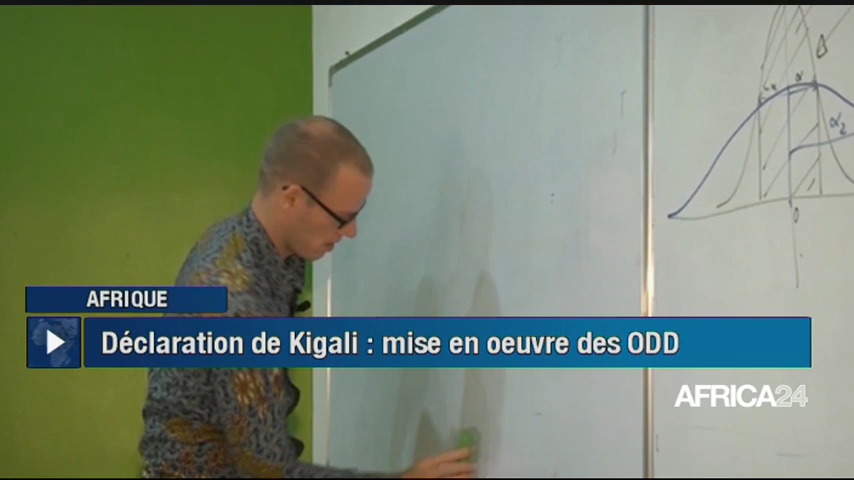 AFRIQUE
Déclaration de Kigali : mise en oeuvre des ODD
AFRICA24